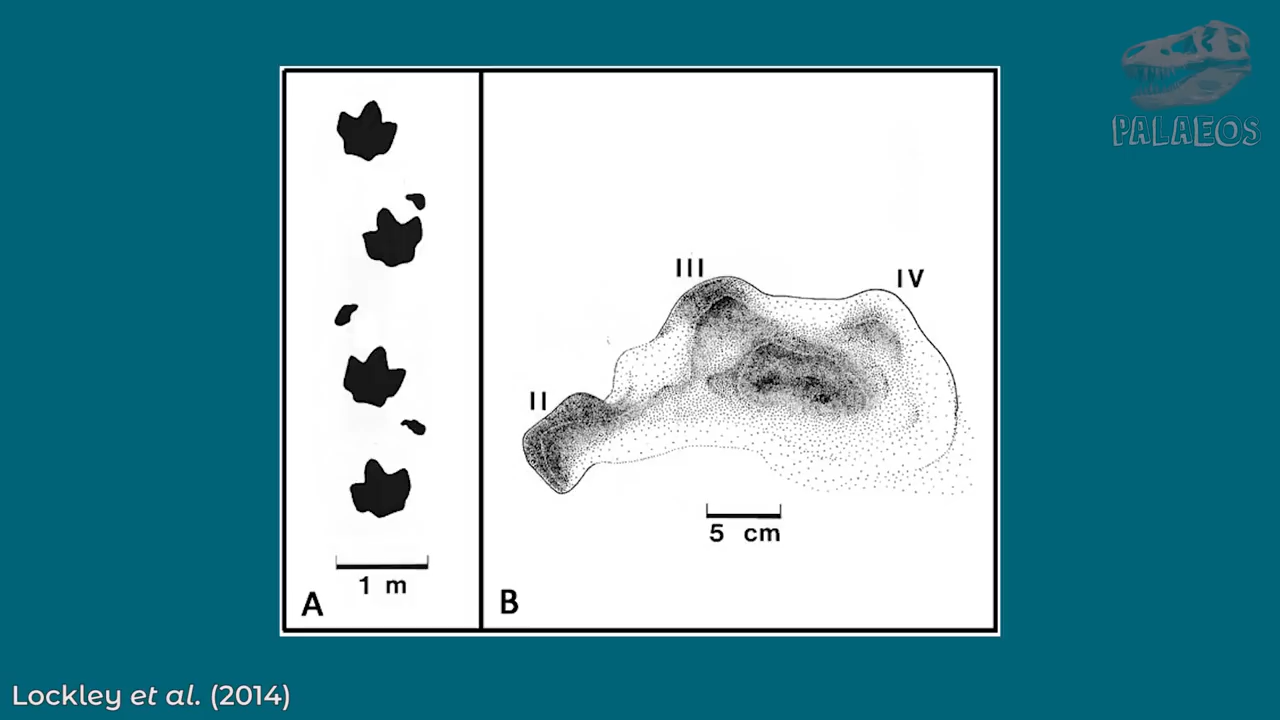 PALAEOS
III
IV
II
5 cm
1 m
A
B
Lockley et al. (2014)